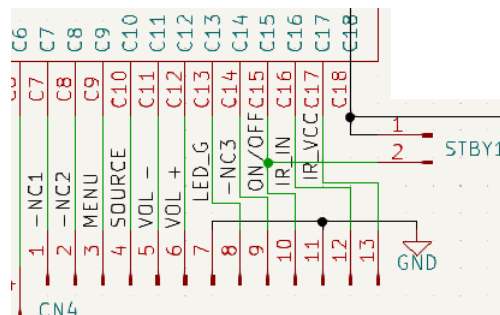 C6 C7 C8 C9 C10 C11 C12 C13 C14 C15 C16 C17 C18
C7 C8 C9 C10 C11 C12 C13 C14 C15 C16 C17 C18
-NC1
-NC2
MENU
SOURCE
VOL -
VOL +
LED_G
-NC3
ON/OFF
IR_IN
IR_VCC
1 2 3 4 5 6 7 8 9 10 11 12 13
1
2
STBY1
GND
CN4